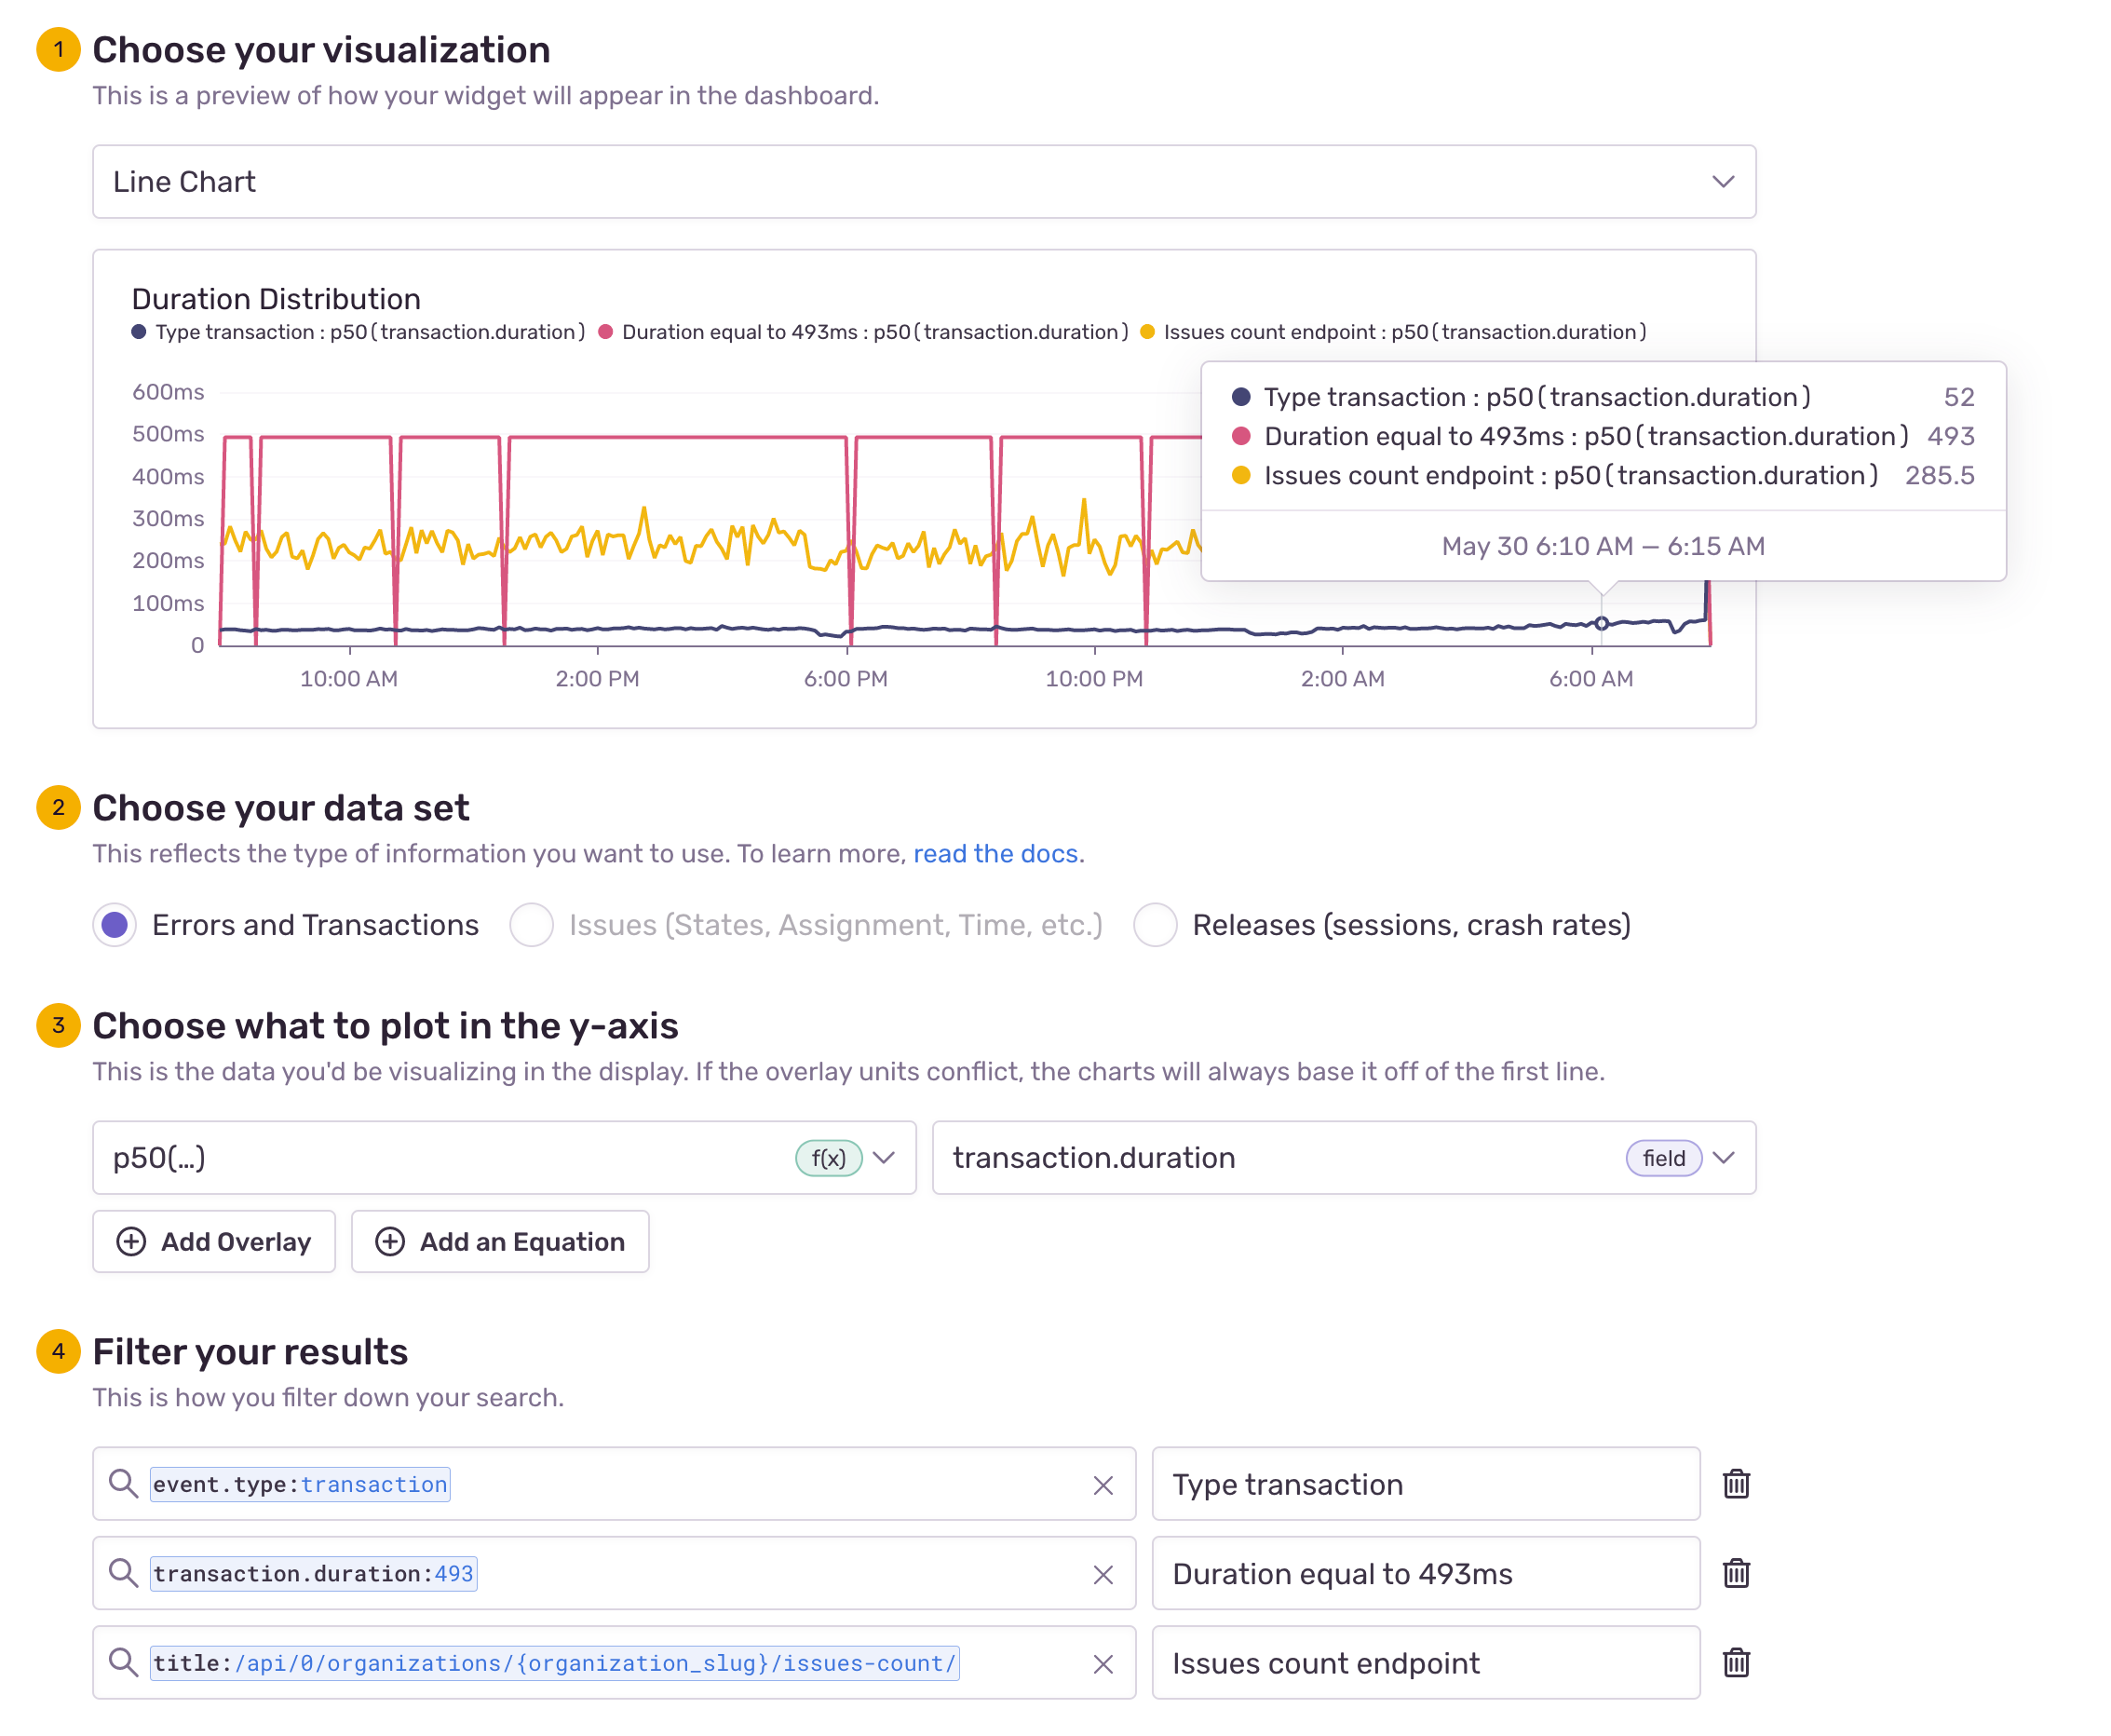 1 Choose your visualization
This is a preview of how your widget will appear in the dashboard.
Line Chart
Duration Distribution
Type transaction : p50(transaction.duration) Duration equal to 493ms : p50(transaction.duration) Issues count endpoint : p50(transaction.duration)
600ms
500ms
400ms
300ms
200ms
100ms
0
10:00 AM 2:00 PM 6:00 PM 10:00 PM 2:00 AM 6:00 AM
Type transaction : p50(transaction.duration) 52
Duration equal to 493ms : p50(transaction.duration) 493
Issues count endpoint : p50(transaction.duration) 285.5
May 30 6:10 AM — 6:15 AM
2 Choose your data set
This reflects the type of information you want to use. To learn more, read the docs.
Errors and Transactions Issues (States, Assignment, Time, etc.) Releases (sessions, crash rates)
3 Choose what to plot in the y-axis
This is the data you'd be visualizing in the display. If the overlay units conflict, the charts will always base it off of the first line.
p50(...) f(x) transaction.duration field
Add Overlay Add an Equation
4 Filter your results
This is how you filter down your search.
event.type:transaction Type transaction
transaction.duration:493 Duration equal to 493ms
title:/api/0/organizations/{organization_slug}/issues-count/ Issues count endpoint